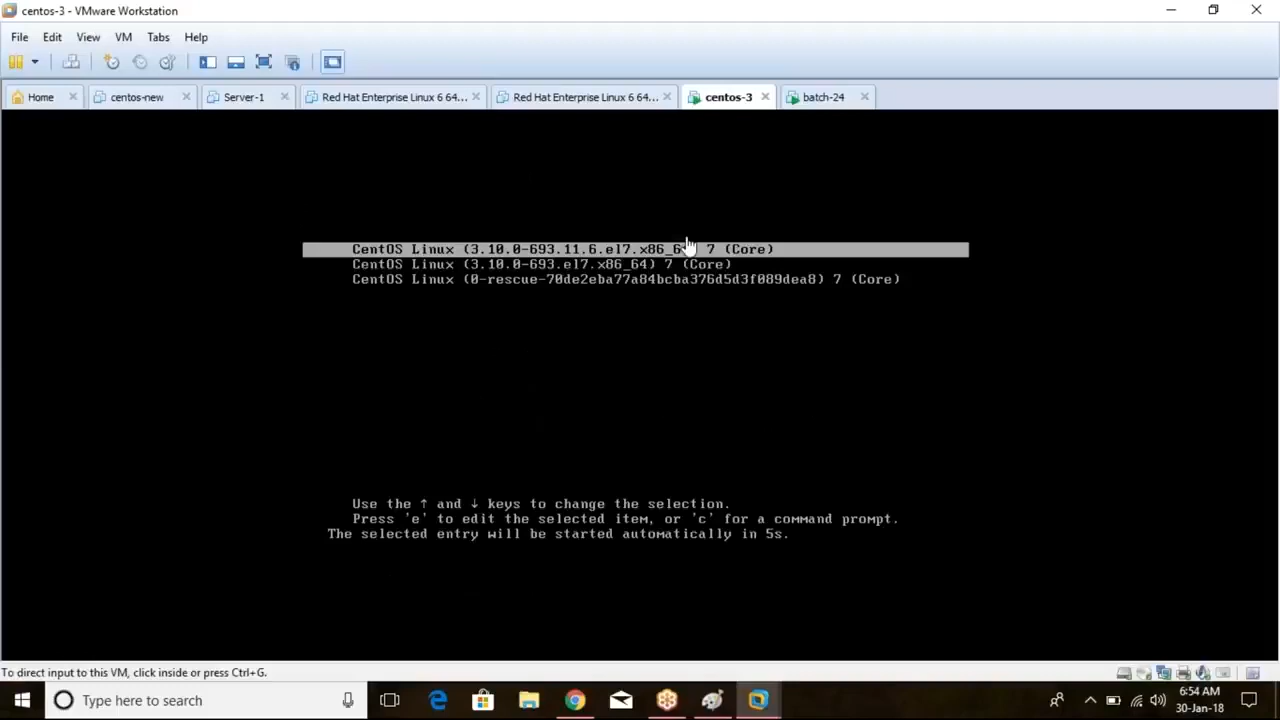 centos-3 - VMware Workstation
File Edit View VM Tabs Help
Home centos-new Server-1 Red Hat Enterprise Linux 6 64... Red Hat Enterprise Linux 6 64... centos-3 batch-24
CentOS Linux (3.10.0-693.11.6.el7.x86_6 7 (Core)
CentOS Linux (3.10.0-693.el7.x86_64) 7 (Core)
CentOS Linux (0-rescue-70de2eba77a84bcba376d5d3f089dea8) 7 (Core)
Use the ↑ and ↓ keys to change the selection.
Press 'e' to edit the selected item, or 'c' for a command prompt.
The selected entry will be started automatically in 5s.
To direct input to this VM, click inside or press Ctrl+G.
Type here to search
6:54 AM
30-Jan-18